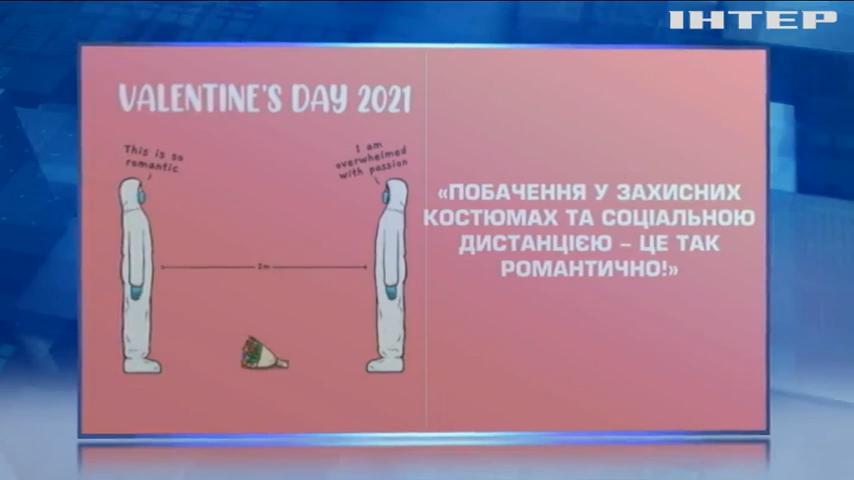 ІНТЕР
VALENTINE'S DAY 2021
This is so
romantic
I am
overwhelmed
with passion
2m
«ПОБАЧЕННЯ У ЗАХИСНИХ
КОСТЮМАХ ТА СОЦІАЛЬНОЮ
ДИСТАНЦІЄЮ – ЦЕ ТАК
РОМАНТИЧНО!»